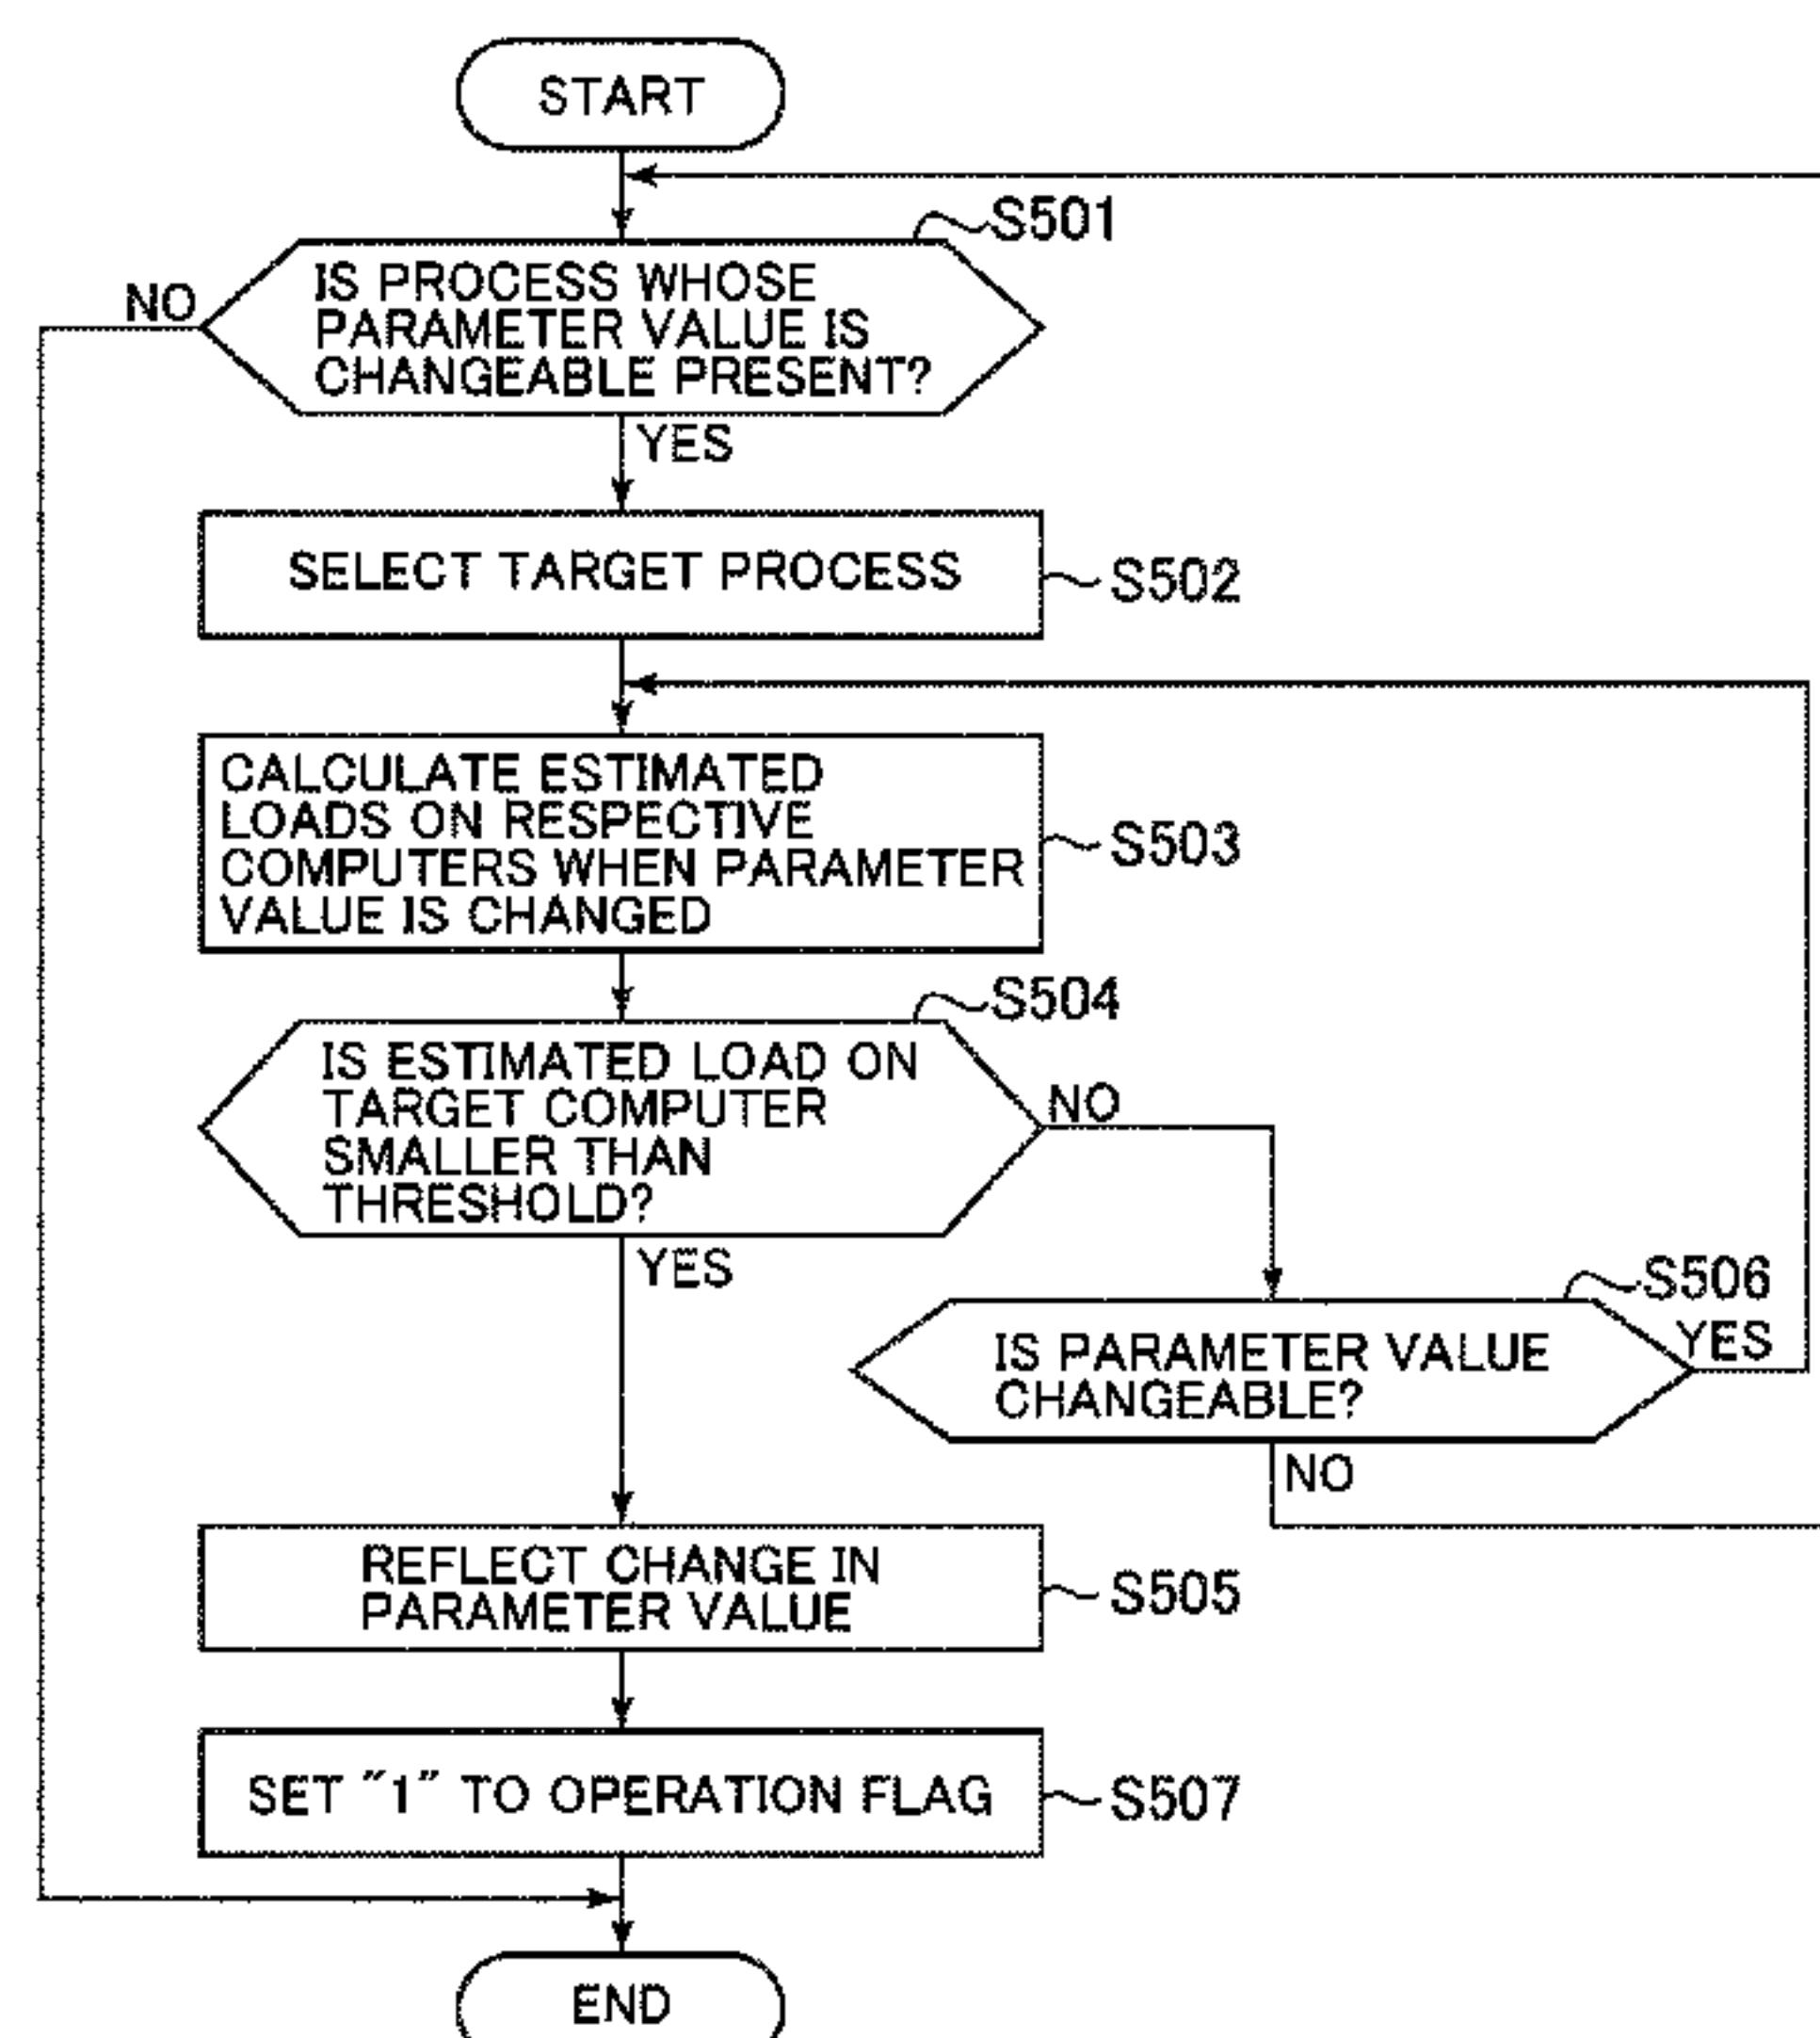 START
S501
NO
IS PROCESS WHOSE
PARAMETER VALUE IS
CHANGEABLE PRESENT?
YES
SELECT TARGET PROCESS
S502
CALCULATE ESTIMATED
LOADS ON RESPECTIVE
COMPUTERS WHEN PARAMETER
VALUE IS CHANGED
S503
S504
IS ESTIMATED LOAD ON
TARGET COMPUTER
SMALLER THAN
THRESHOLD?
NO
YES
S506
IS PARAMETER VALUE
CHANGEABLE?
YES
NO
REFLECT CHANGE IN
PARAMETER VALUE
S505
SET "1" TO OPERATION FLAG
S507
END